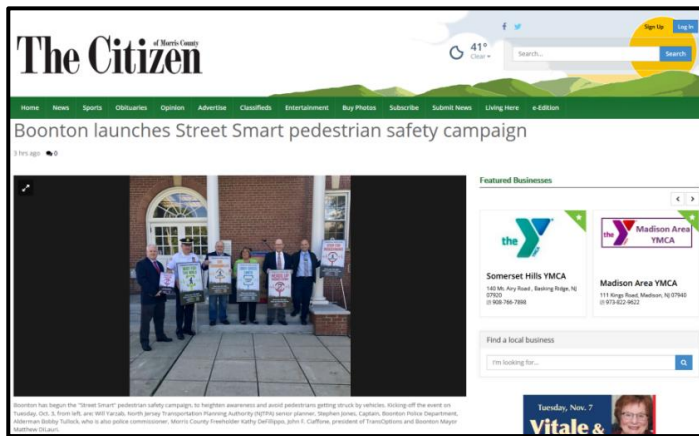 The Citizen
of Morris County
41°
Clear
Sign Up
Log In
Search...
Search
Home News Sports Obituaries Opinion Advertise Classifieds Entertainment Buy Photos Subscribe Submit News Living Here e-Edition
Boonton launches Street Smart pedestrian safety campaign
3 hrs ago 0
Featured Businesses
the
Somerset Hills YMCA
140 Mt. Airy Road, Basking Ridge, NJ
07920
908-766-7898
the Madison Area
YMCA
Madison Area YMCA
111 Kings Road, Madison, NJ 07940
973-822-9622
Find a local business
I'm looking for...
Tuesday, Nov. 7
Vitale &
Boonton has begun the "Street Smart" pedestrian safety campaign, to heighten awareness and avoid pedestrians getting struck by vehicles. Kicking off the event on
Tuesday, Oct. 3, from left, are: Will Yarzab, North Jersey Transportation Planning Authority (NJTPA) senior planner, Stephen Jones, Captain, Boonton Police Department,
Alderman Bobby Tullock, who is also police commissioner, Morris County Freeholder Kathy DeFillippo, John F. Ciaffone, president of TransOptions and Boonton Mayor
Matthew DiLauri.